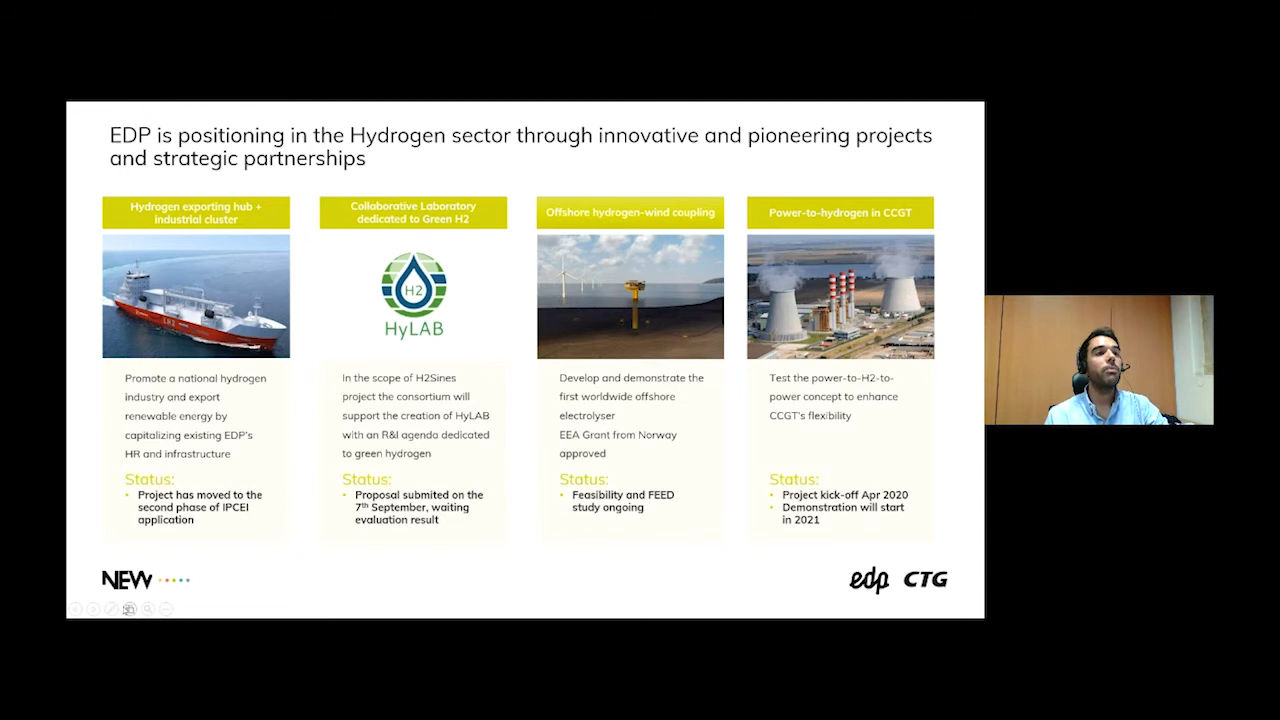 EDP is positioning in the Hydrogen sector through innovative and pioneering projects
and strategic partnerships
Hydrogen exporting hub +
industrial cluster
Promote a national hydrogen
industry and export
renewable energy by
capitalizing existing EDP's
HR and infrastructure
Status:
• Project has moved to the
second phase of IPCEI
application
Collaborative Laboratory
dedicated to Green H2
H2
HyLAB
In the scope of H2Sines
project the consortium will
support the creation of HyLAB
with an R&I agenda dedicated
to green hydrogen
Status:
• Proposal submited on the
7th September, waiting
evaluation result
Offshore hydrogen-wind coupling
Develop and demonstrate the
first worldwide offshore
electrolyser
EEA Grant from Norway
approved
Status:
• Feasibility and FEED
study ongoing
Power-to-hydrogen in CCGT
Test the power-to-H2-to-
power concept to enhance
CCGT's flexibility
Status:
• Project kick-off Apr 2020
• Demonstration will start
in 2021
NEW
edp CTG